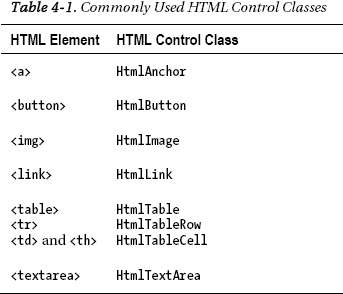 Table 4-1. Commonly Used HTML Control Classes
HTML Element HTML Control Class
<a> HtmlAnchor
<button> HtmlButton
<img> HtmlImage
<link> HtmlLink
<table> HtmlTable
<tr> HtmlTableRow
<td> and <th> HtmlTableCell
<textarea> HtmlTextArea